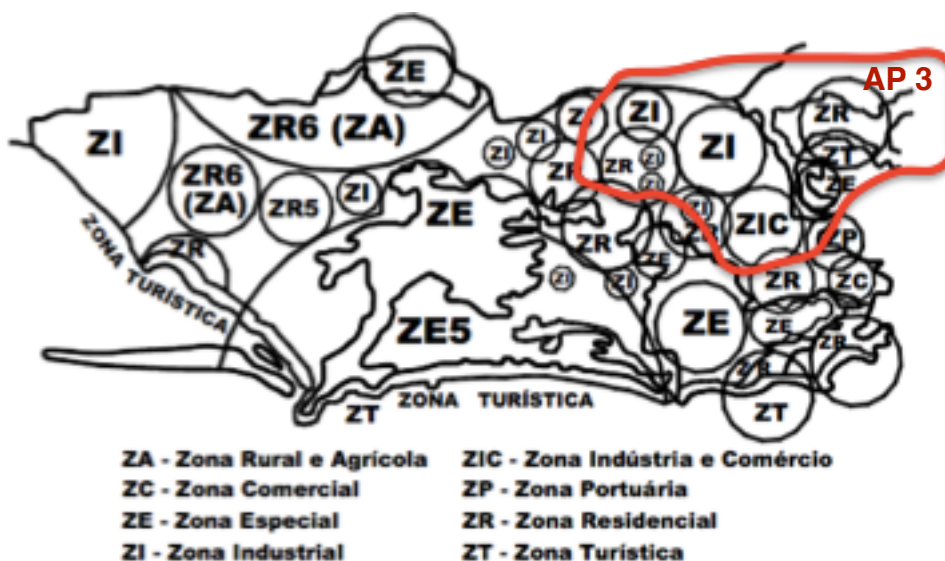 AP 3
ZE
ZR
ZI
ZI
ZR6 (ZA)
ZI
ZI
ZI
ZR
ZI
ZI
ZT
ZR6
(ZA)
ZR5
ZI
ZE
ZE
ZI
ZIC
ZR
ZR
ZE
ZP
ZONA TURÍSTICA
ZI
ZI
ZR
ZC
ZE5
ZE
ZE
ZR
ZT
ZONA TURÍSTICA
ZT
ZA - Zona Rural e Agrícola
ZC - Zona Comercial
ZE - Zona Especial
ZI - Zona Industrial
ZIC - Zona Indústria e Comércio
ZP - Zona Portuária
ZR - Zona Residencial
ZT - Zona Turística